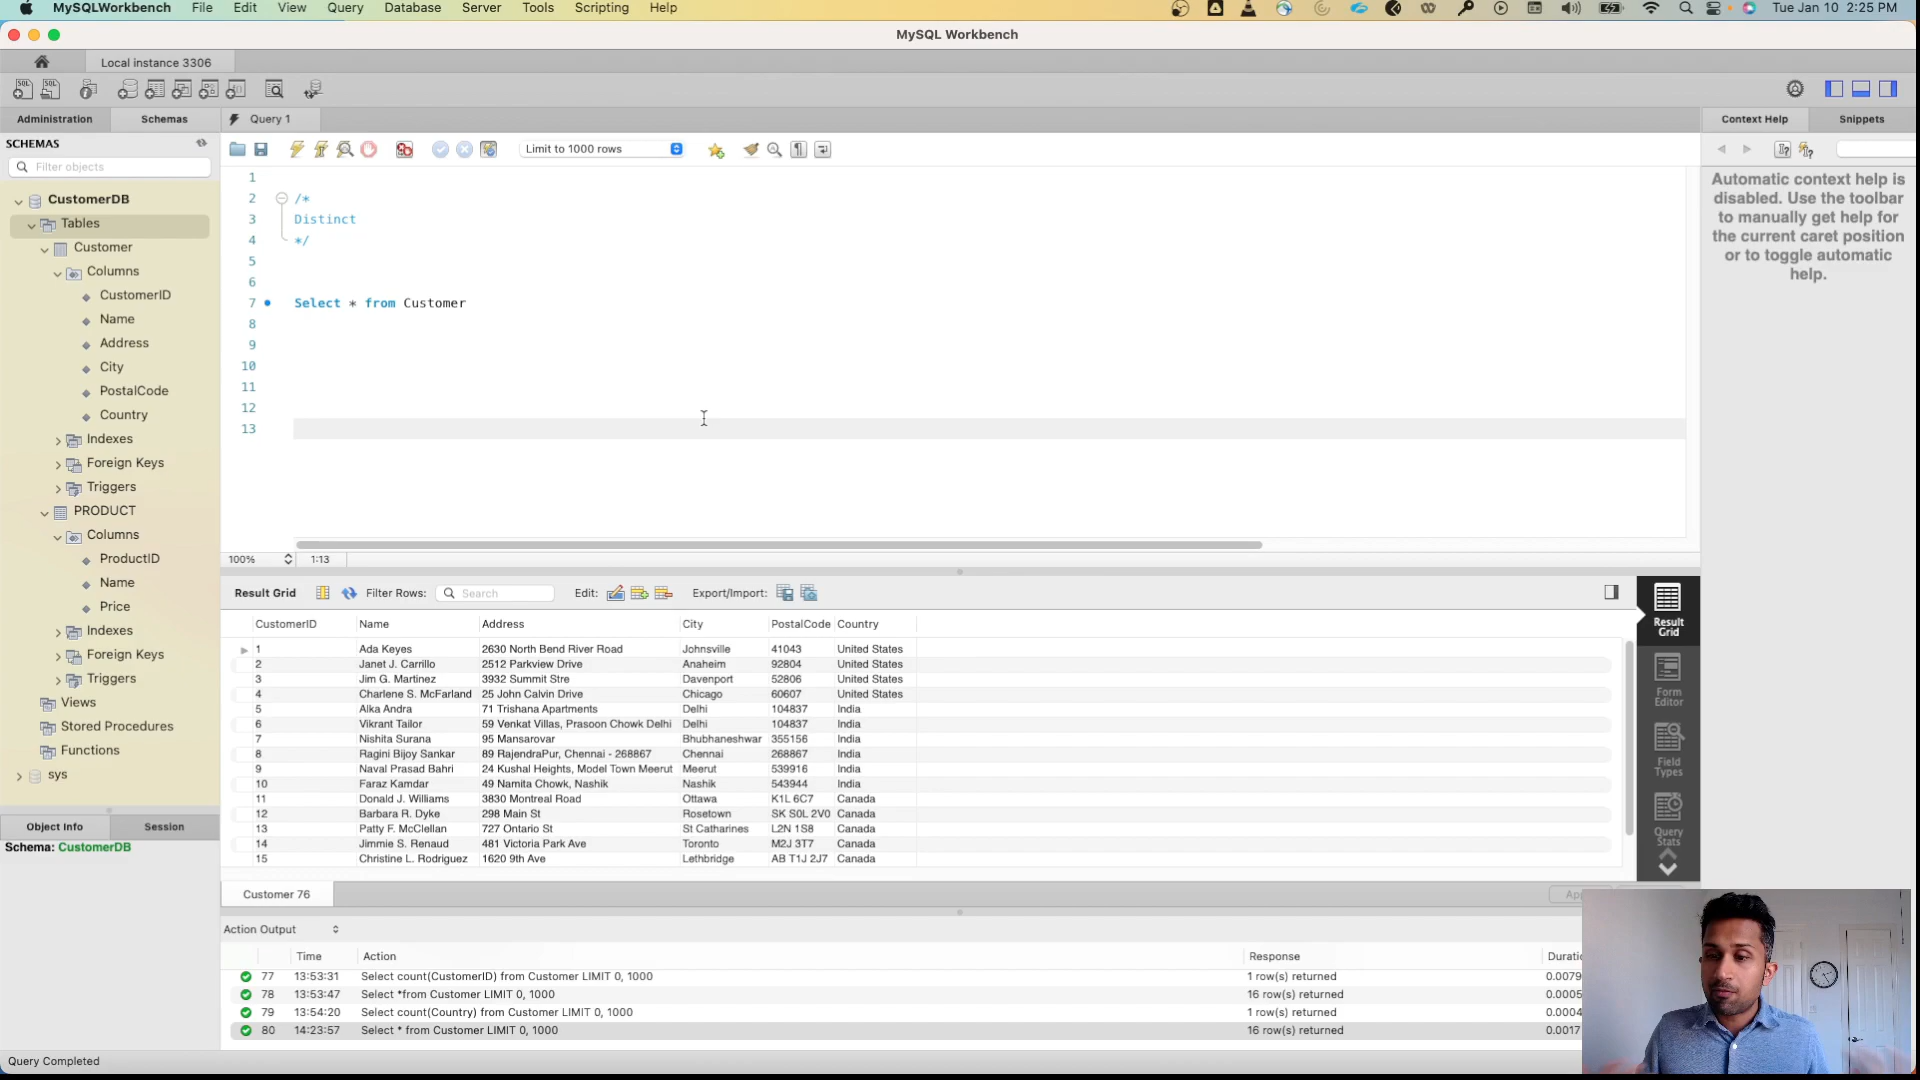 MySQLWorkbench File Edit View Query Database Server Tools Scripting Help Tue Jan 10 2:25 PM
MySQL Workbench
Local instance 3306
Administration Schemas Query 1 Context Help Snippets
SCHEMAS
Limit to 1000 rows
Filter objects
Automatic context help is
disabled. Use the toolbar
to manually get help for
the current caret position
or to toggle automatic
help.
CustomerDB
Tables
Customer
Columns
CustomerID
Name
Address
City
PostalCode
Country
Indexes
Foreign Keys
Triggers
PRODUCT
Columns
ProductID
Name
Price
Indexes
Foreign Keys
Triggers
Views
Stored Procedures
Functions
sys
Object Info Session
Schema: CustomerDB
1
2 /*
3 Distinct
4 */
5
6
7 Select * from Customer
8
9
10
11
12
13
100% 1:13
Result Grid Filter Rows: Search Edit: Export/Import:
CustomerID Name Address City PostalCode Country
1 Ada Keyes 2630 North Bend River Road Johnsville 41043 United States
2 Janet J. Carrillo 2512 Parkview Drive Anaheim 92804 United States
3 Jim G. Martinez 3932 Summit Stre Davenport 52806 United States
4 Charlene S. McFarland 25 John Calvin Drive Chicago 60607 United States
5 Alka Andra 71 Trishana Apartments Delhi 104837 India
6 Vikrant Tailor 59 Venkat Villas, Prasoon Chowk Delhi Delhi 104837 India
7 Nishita Surana 95 Mansarovar Bhubhaneshwar 355156 India
8 Ragini Bijoy Sankar 89 RajendraPur, Chennai - 268867 Chennai 268867 India
9 Naval Prasad Bahri 24 Kushal Heights, Model Town Meerut Meerut 539916 India
10 Faraz Kamdar 49 Namita Chowk, Nashik Nashik 543944 India
11 Donald J. Williams 3830 Montreal Road Ottawa K1L 6C7 Canada
12 Barbara R. Dyke 298 Main St Rosetown SK S0L 2V0 Canada
13 Patty F. McClellan 727 Ontario St St Catharines L2N 1S8 Canada
14 Jimmie S. Renaud 481 Victoria Park Ave Toronto M2J 3T7 Canada
15 Christine L. Rodriguez 1620 9th Ave Lethbridge AB T1J 2J7 Canada
Result
Grid
Form
Editor
Field
Types
Query
Stats
Customer 76
Action Output
Time Action Response Duratic
77 13:53:31 Select count(CustomerID) from Customer LIMIT 0, 1000 1 row(s) returned 0.0079
78 13:53:47 Select *from Customer LIMIT 0, 1000 16 row(s) returned 0.0005
79 13:54:20 Select count(Country) from Customer LIMIT 0, 1000 1 row(s) returned 0.0004
80 14:23:57 Select * from Customer LIMIT 0, 1000 16 row(s) returned 0.0017
Query Completed